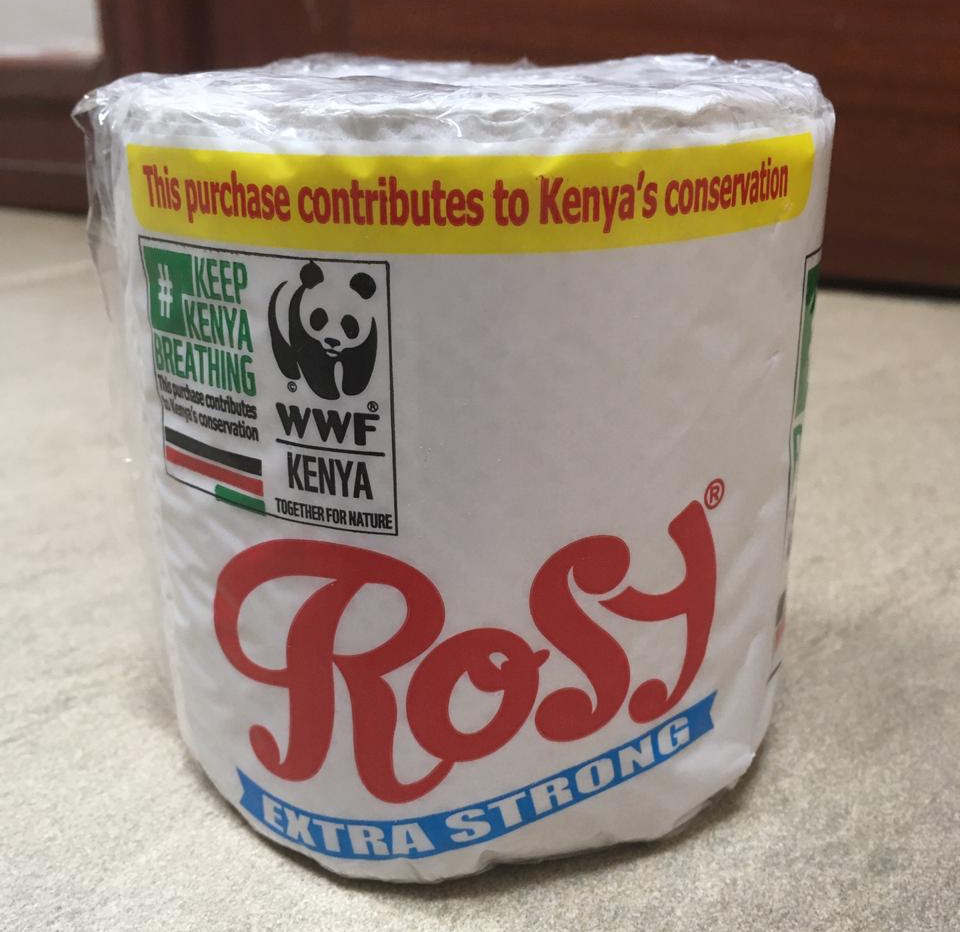 This purchase contributes to Kenya's conservation
#KEEP
KENYA
BREATHING
This purchase contributes
to Kenya's conservation
©
WWF®
KENYA
TOGETHER FOR NATURE
Rosy®
EXTRA STRONG